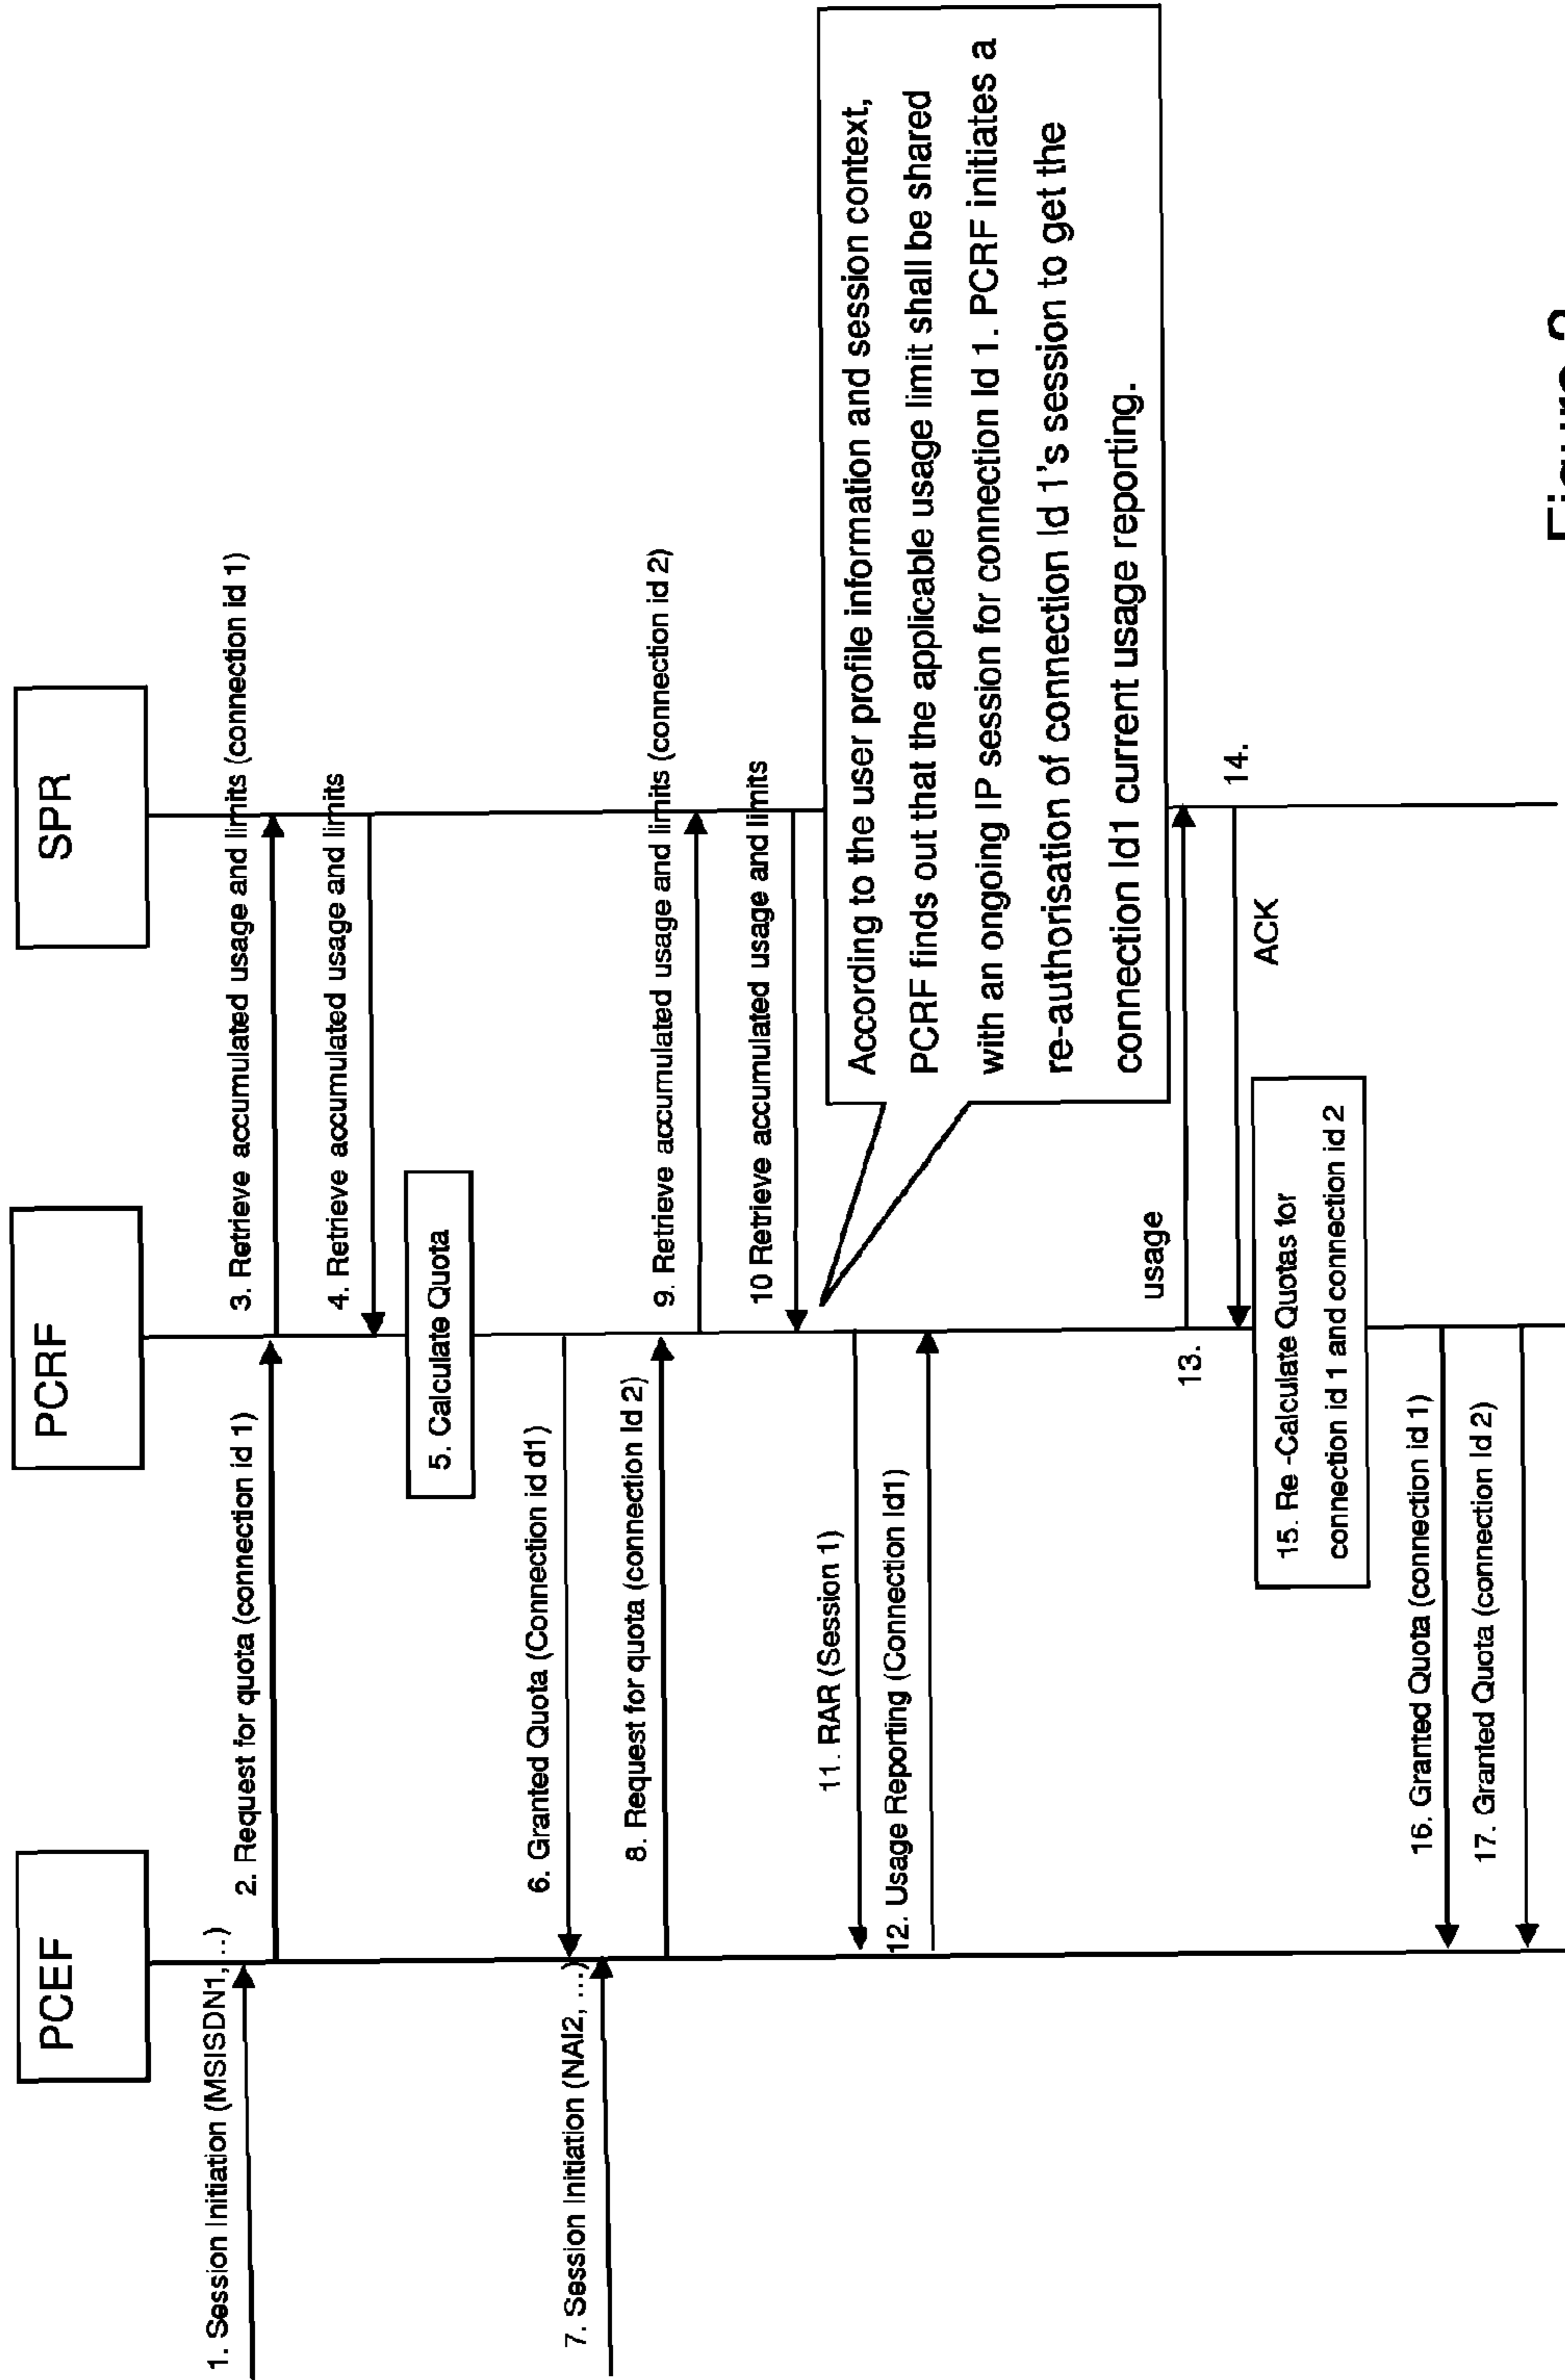 PCEF
PCRF
SPR
1. Session Initiation (MSISDN1, ..)
2. Request for quota (connection id 1)
3. Retrieve accumulated usage and limits (connection id 1)
4. Retrieve accumulated usage and limits
5. Calculate Quota
6. Granted Quota (Connection id d1)
7. Session Initiation (NAI2, ...)
8. Request for quota (connection Id 2)
9. Retrieve accumulated usage and limits (connection id 2)
10 Retrieve accumulated usage and limits
According to the user profile information and session context,
PCRF finds out that the applicable usage limit shall be shared
with an ongoing IP session for connection Id 1. PCRF initiates a
re-authorisation of connection Id 1's session to get the
connection Id1 current usage reporting.
11. RAR (Session 1)
12. Usage Reporting (Connection Id1)
13.
usage
14.
ACK
15. Re -Calculate Quotas for
connection id 1 and connection id 2
16. Granted Quota (connection id 1)
17. Granted Quota (connection Id 2)
Figure